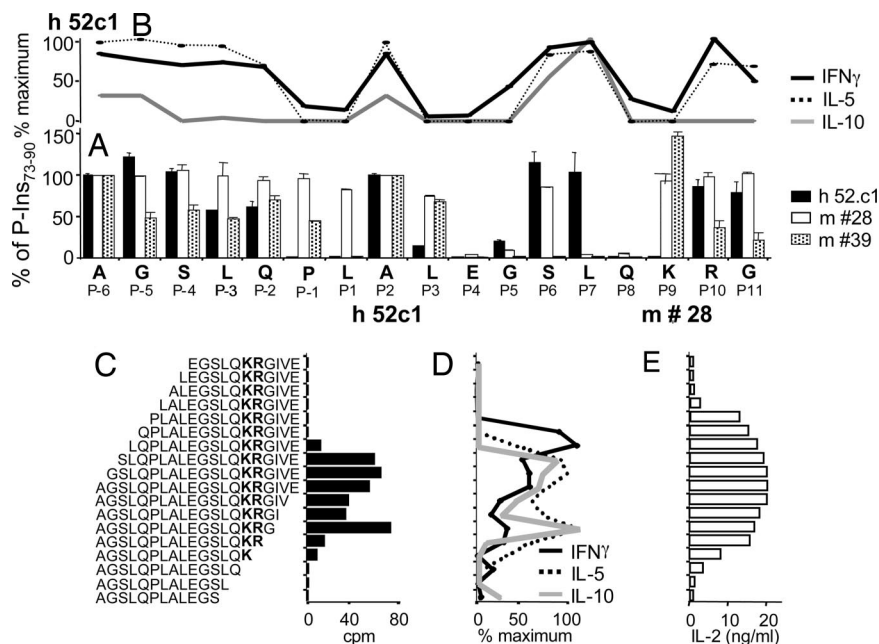 h 52c1
B
100
50
0
% maximum
IFNγ
IL-5
IL-10
A
150
100
50
0
% of P-Ins73-90
h 52.c1
m #28
m #39
A G S L Q P L A L E G S L Q K R G
P-6 P-5 P-4 P-3 P-2 P-1 P1 P2 P3 P4 P5 P6 P7 P8 P9 P10 P11
h 52c1 m # 28
C
EGSLQKRGIVE
LEGSLQKRGIVE
ALEGSLQKRGIVE
LALEGSLQKRGIVE
PLALEGSLQKRGIVE
QPLALEGSLQKRGIVE
LQPLALEGSLQKRGIVE
SLQPLALEGSLQKRGIVE
GSLQPLALEGSLQKRGIVE
AGSLQPLALEGSLQKRGIVE
AGSLQPLALEGSLQKRGIV
AGSLQPLALEGSLQKRGI
AGSLQPLALEGSLQKRG
AGSLQPLALEGSLQKR
AGSLQPLALEGSLQK
AGSLQPLALEGSLQ
AGSLQPLALEGSL
AGSLQPLALEGS
0 40 80
cpm
D
IFNγ
IL-5
IL-10
0 50 100
% maximum
E
0 5 10 15 20
IL-2 (ng/ml)